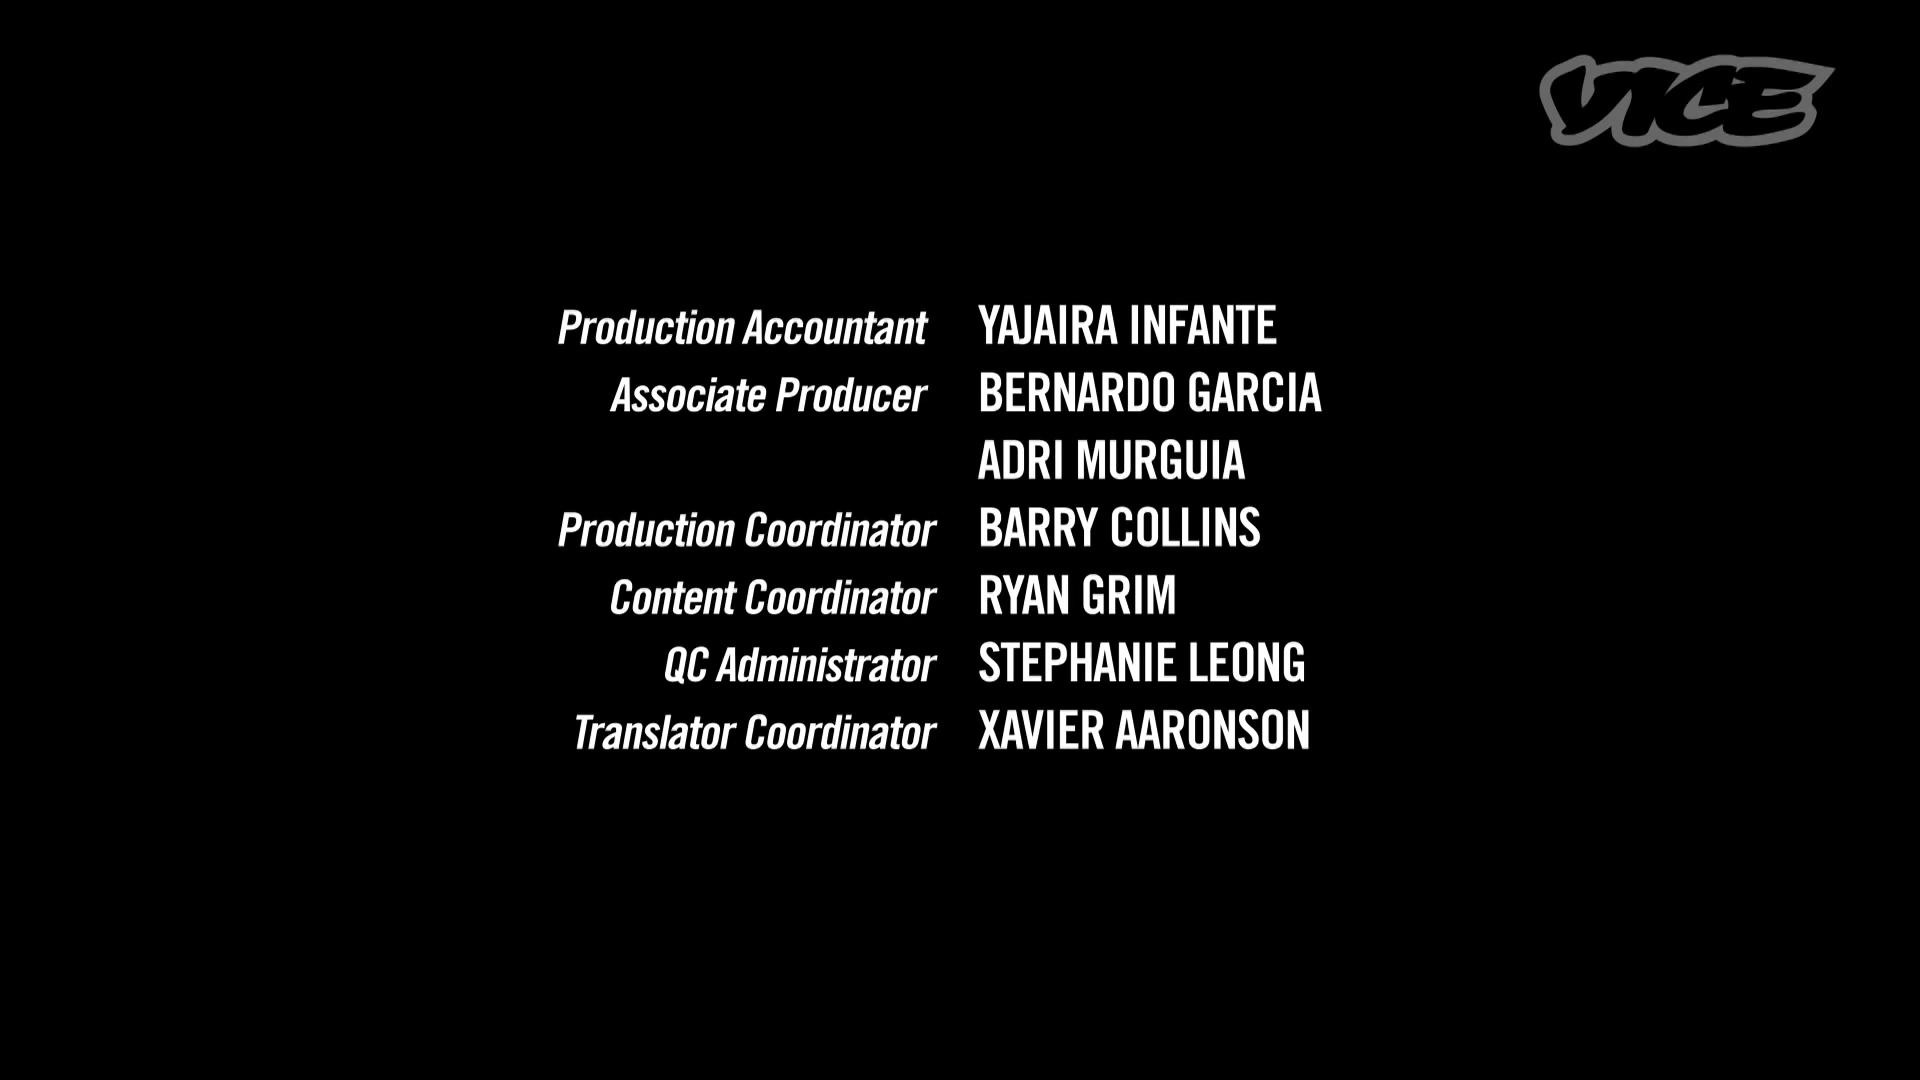 VICE
Production Accountant YAJAIRA INFANTE
Associate Producer BERNARDO GARCIA
ADRI MURGUIA
Production Coordinator BARRY COLLINS
Content Coordinator RYAN GRIM
QC Administrator STEPHANIE LEONG
Translator Coordinator XAVIER AARONSON